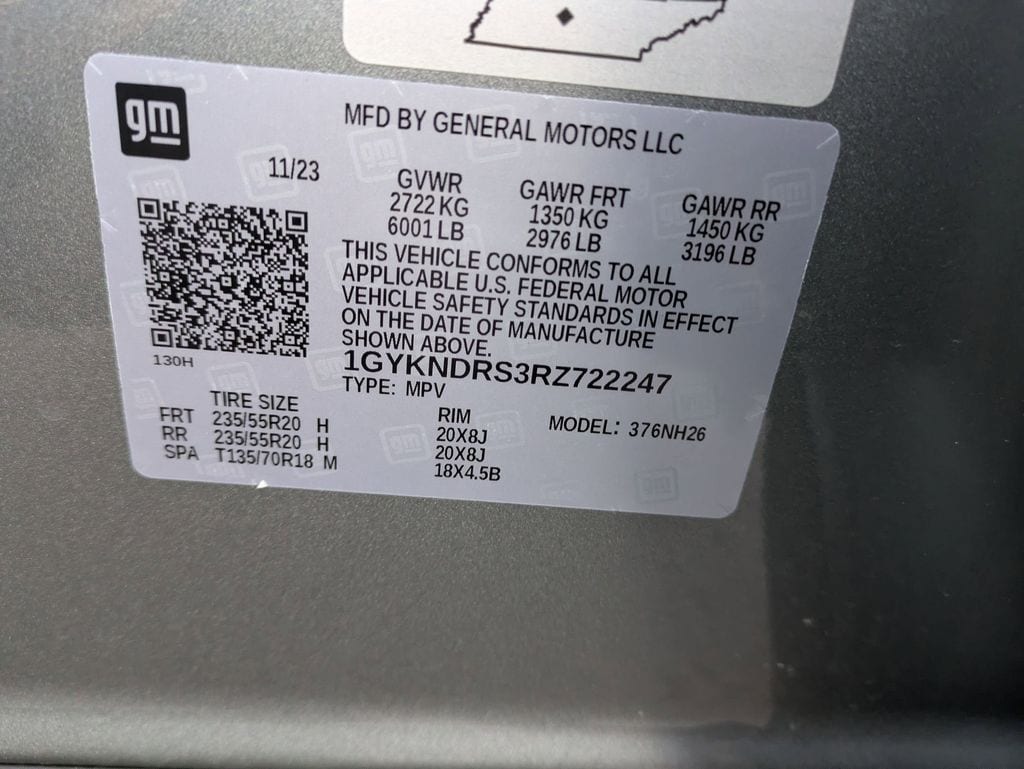 gm
MFD BY GENERAL MOTORS LLC
11/23
GVWR
2722 KG
6001 LB
GAWR FRT
1350 KG
2976 LB
GAWR RR
1450 KG
3196 LB
THIS VEHICLE CONFORMS TO ALL
APPLICABLE U.S. FEDERAL MOTOR
VEHICLE SAFETY STANDARDS IN EFFECT
ON THE DATE OF MANUFACTURE
SHOWN ABOVE.
1GYKNDRS3RZ722247
TYPE: MPV
130H
TIRE SIZE RIM MODEL: 376NH26
FRT 235/55R20 H 20X8J
RR 235/55R20 H 20X8J
SPA T135/70R18 M 18X4.5B